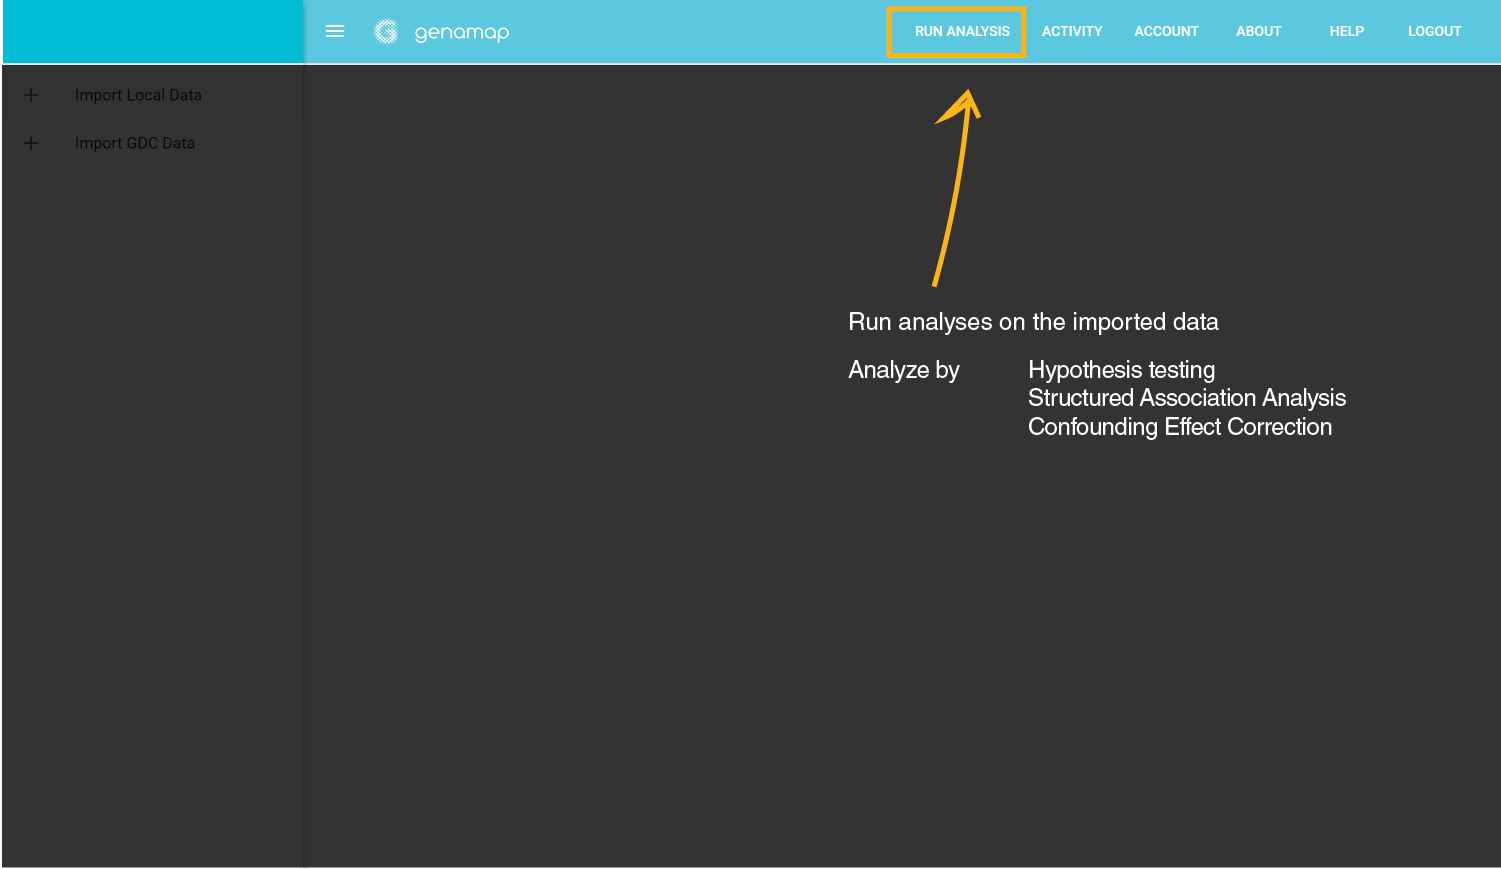 genamap
RUN ANALYSIS
ACTIVITY
ACCOUNT
ABOUT
HELP
LOGOUT
Import Local Data
Import GDC Data
Run analyses on the imported data
Analyze by
Hypothesis testing
Structured Association Analysis
Confounding Effect Correction